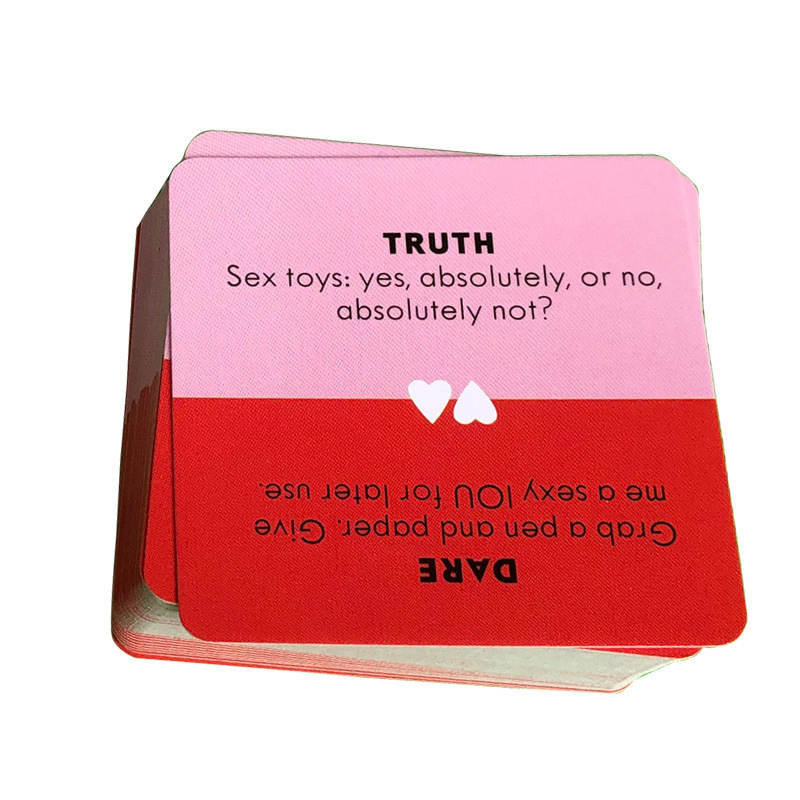 TRUTH
Sex toys: yes, absolutely, or no,
absolutely not?
DARE
Grab a pen and paper. Give
me a sexy IOU for later use.